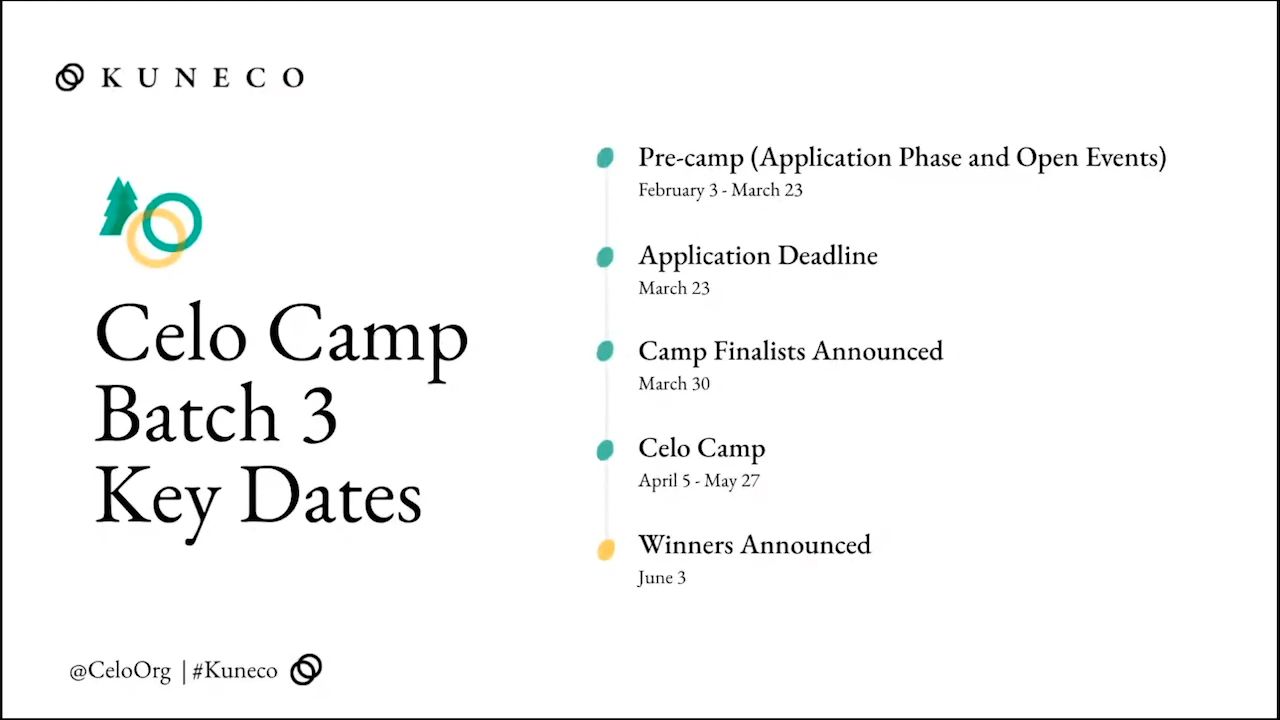 KUNECO
Celo Camp
Batch 3
Key Dates
Pre-camp (Application Phase and Open Events)
February 3 - March 23
Application Deadline
March 23
Camp Finalists Announced
March 30
Celo Camp
April 5 - May 27
Winners Announced
June 3
@CeloOrg | #Kuneco